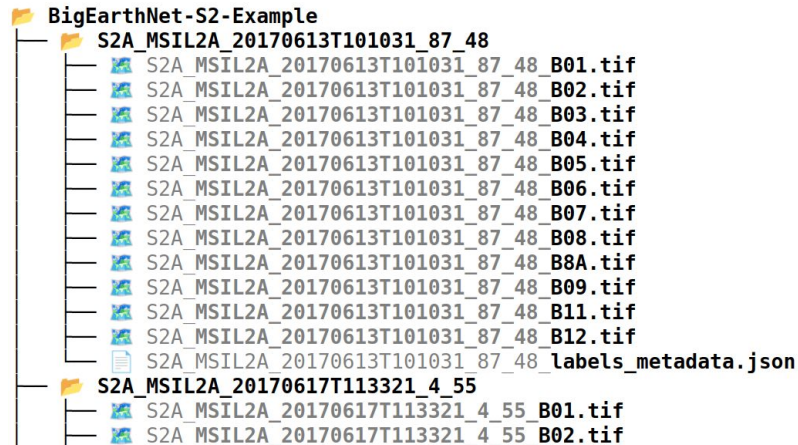 BigEarthNet-S2-Example
S2A_MSIL2A_20170613T101031_87_48
S2A_MSIL2A_20170613T101031_87_48_B01.tif
S2A_MSIL2A_20170613T101031_87_48_B02.tif
S2A_MSIL2A_20170613T101031_87_48_B03.tif
S2A_MSIL2A_20170613T101031_87_48_B04.tif
S2A_MSIL2A_20170613T101031_87_48_B05.tif
S2A_MSIL2A_20170613T101031_87_48_B06.tif
S2A_MSIL2A_20170613T101031_87_48_B07.tif
S2A_MSIL2A_20170613T101031_87_48_B08.tif
S2A_MSIL2A_20170613T101031_87_48_B8A.tif
S2A_MSIL2A_20170613T101031_87_48_B09.tif
S2A_MSIL2A_20170613T101031_87_48_B11.tif
S2A_MSIL2A_20170613T101031_87_48_B12.tif
S2A_MSIL2A_20170613T101031_87_48_labels_metadata.json
S2A_MSIL2A_20170617T113321_4_55
S2A_MSIL2A_20170617T113321_4_55_B01.tif
S2A_MSIL2A_20170617T113321_4_55_B02.tif